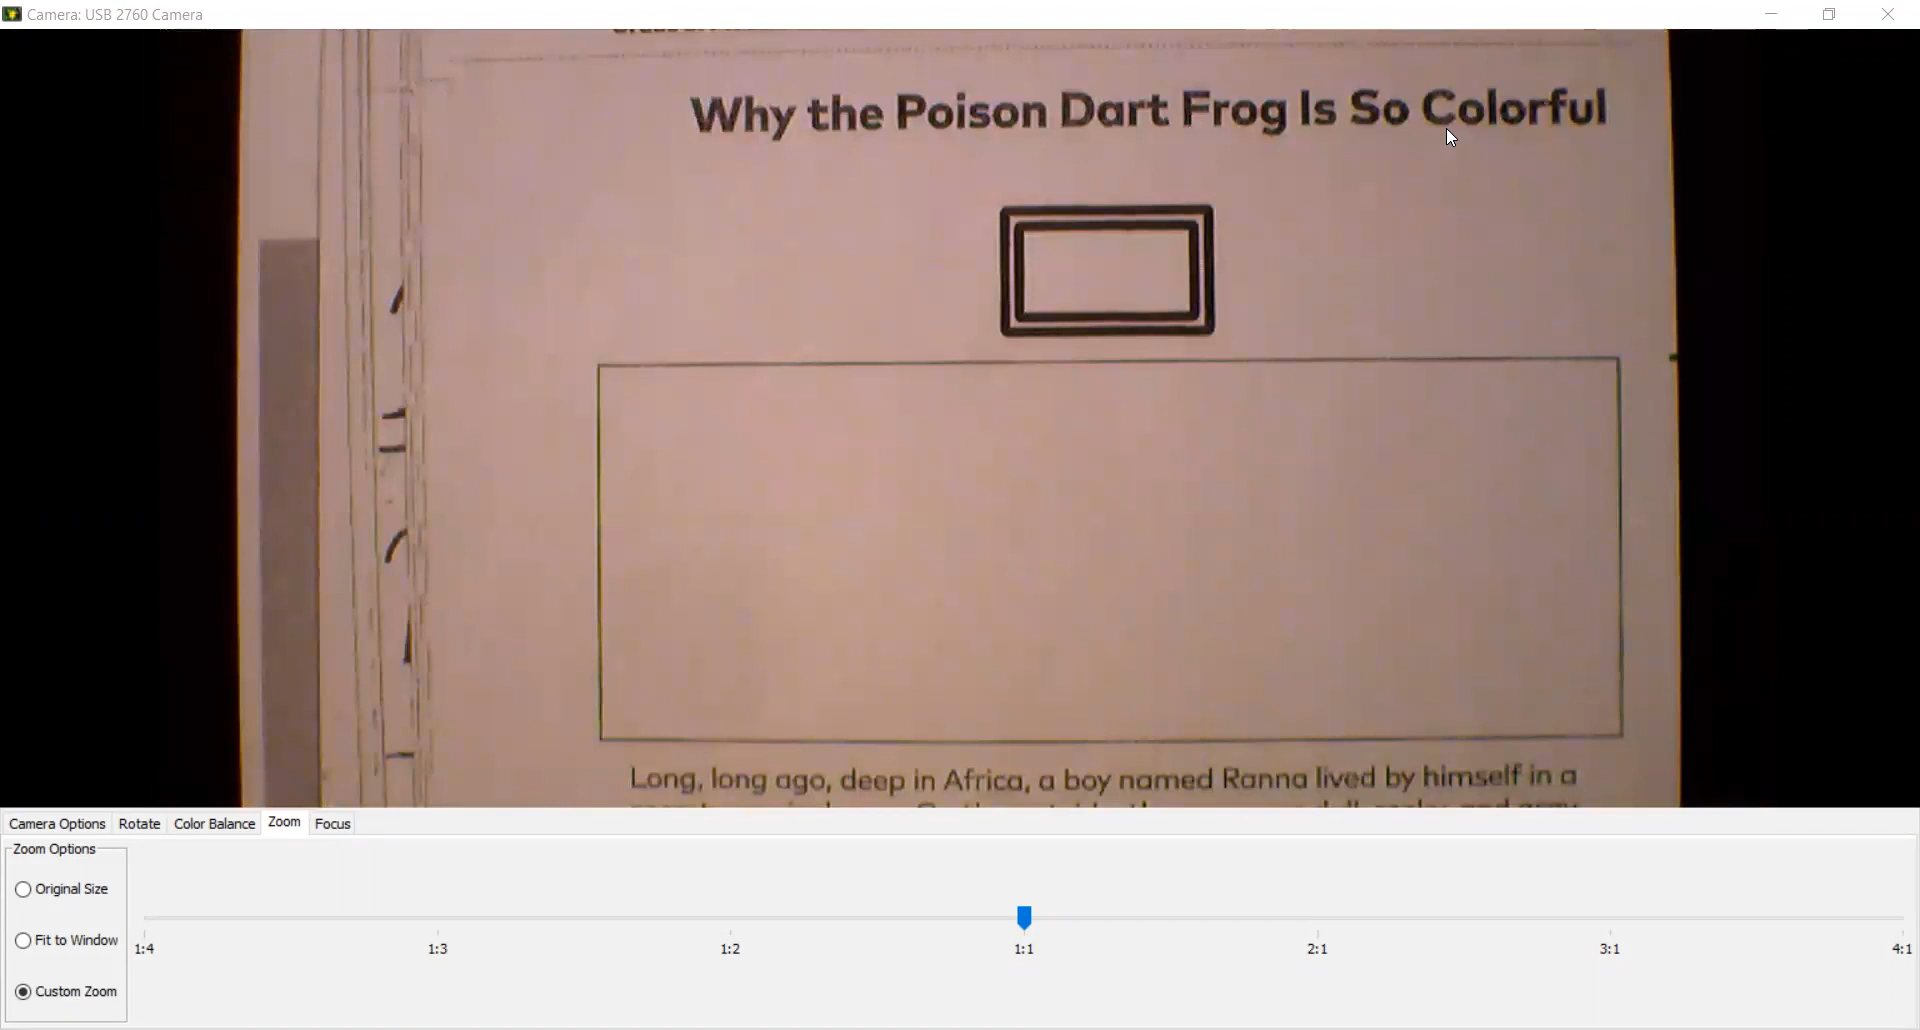 Camera: USB 2760 Camera
Why the Poison Dart Frog Is So Colorful
Long, long ago, deep in Africa, a boy named Ranna lived by himself in a
Camera Options Rotate Color Balance Zoom Focus
Zoom Options
Original Size
Fit to Window
Custom Zoom
1:4 1:3 1:2 1:1 2:1 3:1 4:1